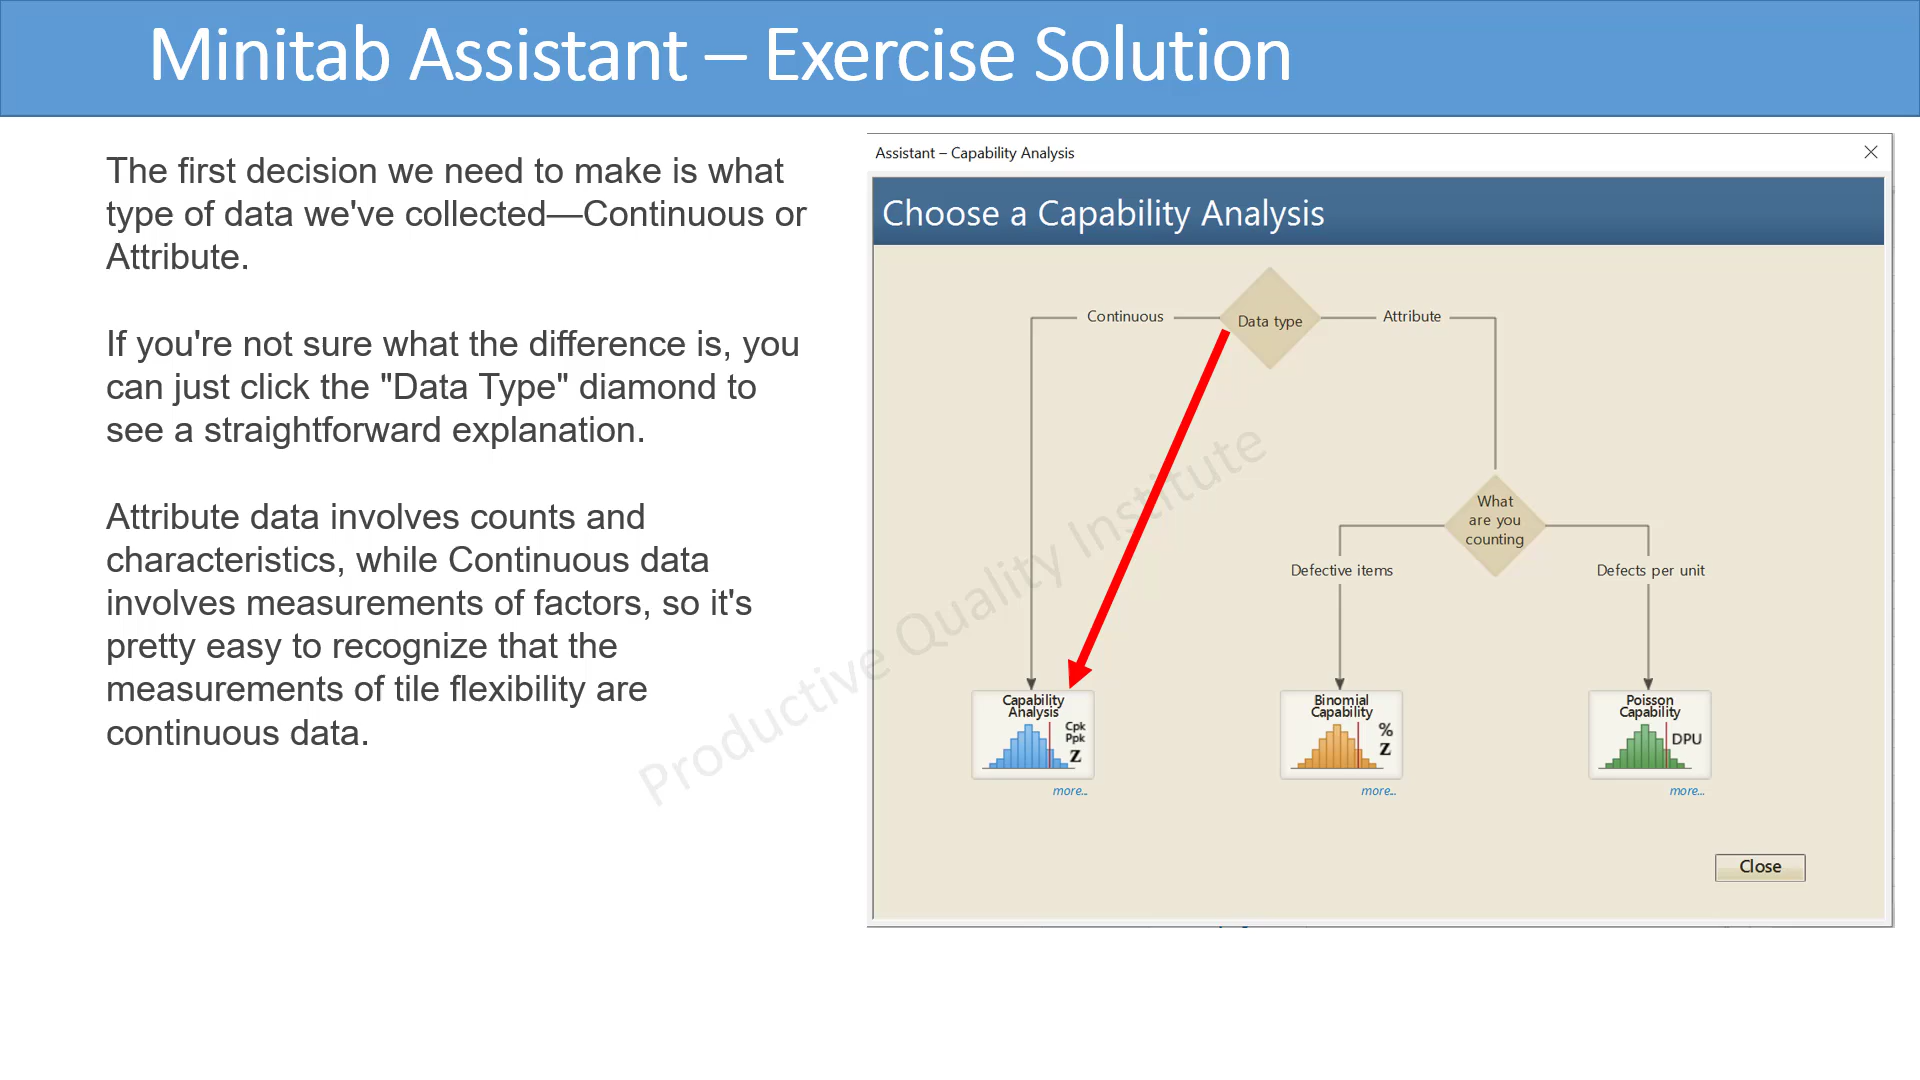 Minitab Assistant – Exercise Solution
The first decision we need to make is what
type of data we've collected—Continuous or
Attribute.
If you're not sure what the difference is, you
can just click the "Data Type" diamond to
see a straightforward explanation.
Attribute data involves counts and
characteristics, while Continuous data
involves measurements of factors, so it's
pretty easy to recognize that the
measurements of tile flexibility are
continuous data.
Assistant – Capability Analysis
Choose a Capability Analysis
Continuous
Data type
Attribute
What
are you
counting
Defective items
Defects per unit
Capability
Analysis
Cpk
Ppk
Z
more...
Binomial
Capability
%
Z
more...
Poisson
Capability
DPU
more...
Close
Productive Quality Institute